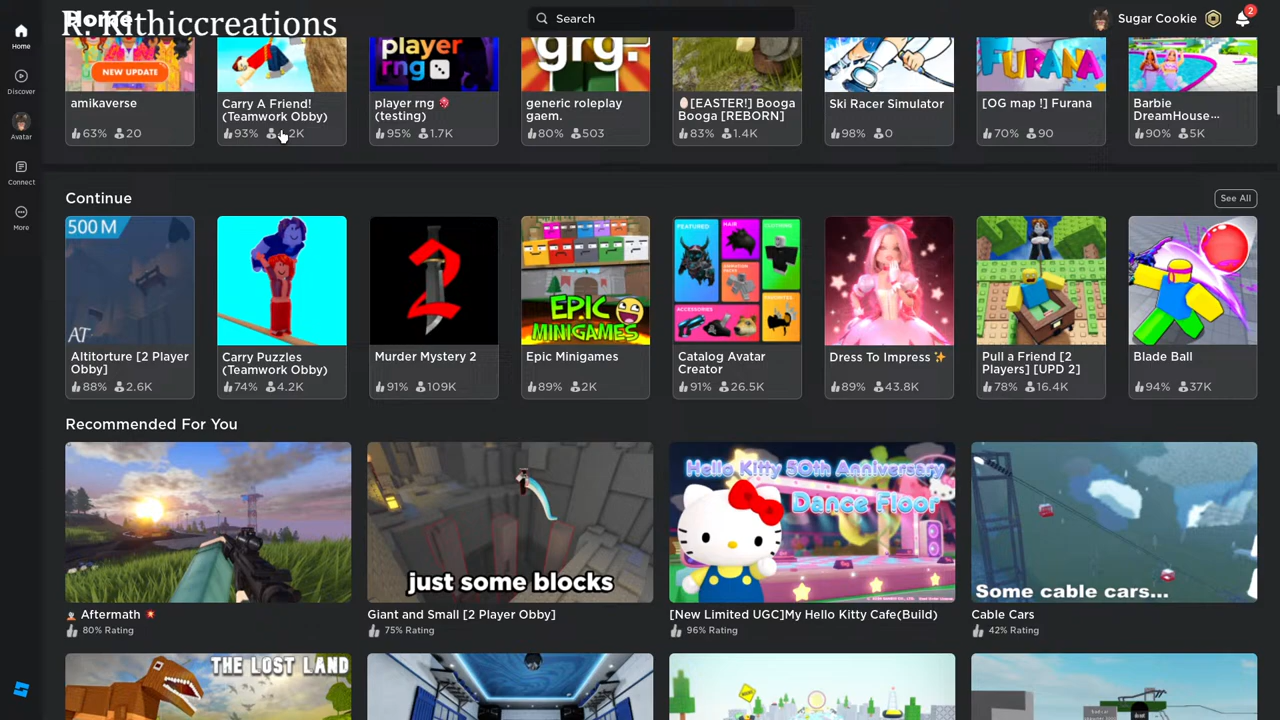 Home
R. Kithiccreations
Search
Sugar Cookie
2
Home
Discover
Avatar
Connect
More
NEW UPDATE
amikaverse
63% 20
Carry A Friend!
(Teamwork Obby)
93%
player
rng
player rng
(testing)
95% 1.7K
grg.
generic roleplay
gaem.
80% 503
[EASTER!] Booga
Booga [REBORN]
83% 1.4K
Ski Racer Simulator
98% 0
FURANA
[OG map !] Furana
70% 90
Barbie
DreamHouse...
90% 5K
Continue
See All
500 M
AT
Altitorture [2 Player
Obby]
88% 2.6K
Carry Puzzles
(Teamwork Obby)
74% 4.2K
2
Murder Mystery 2
91% 109K
EPIC
MINIGAMES
Epic Minigames
89% 2K
FEATURED
HAIR
CLOTHING
ACCESSORIES
FAVORITES
Catalog Avatar
Creator
91% 26.5K
Dress To Impress
89% 43.8K
Pull a Friend [2
Players] [UPD 2]
78% 16.4K
Blade Ball
94% 37K
Recommended For You
Aftermath
80% Rating
just some blocks
Giant and Small [2 Player Obby]
75% Rating
Hello Kitty 50th Anniversary
Dance Floor
[New Limited UGC]My Hello Kitty Cafe(Build)
96% Rating
Some cable cars...
Cable Cars
42% Rating
THE LOST LAND